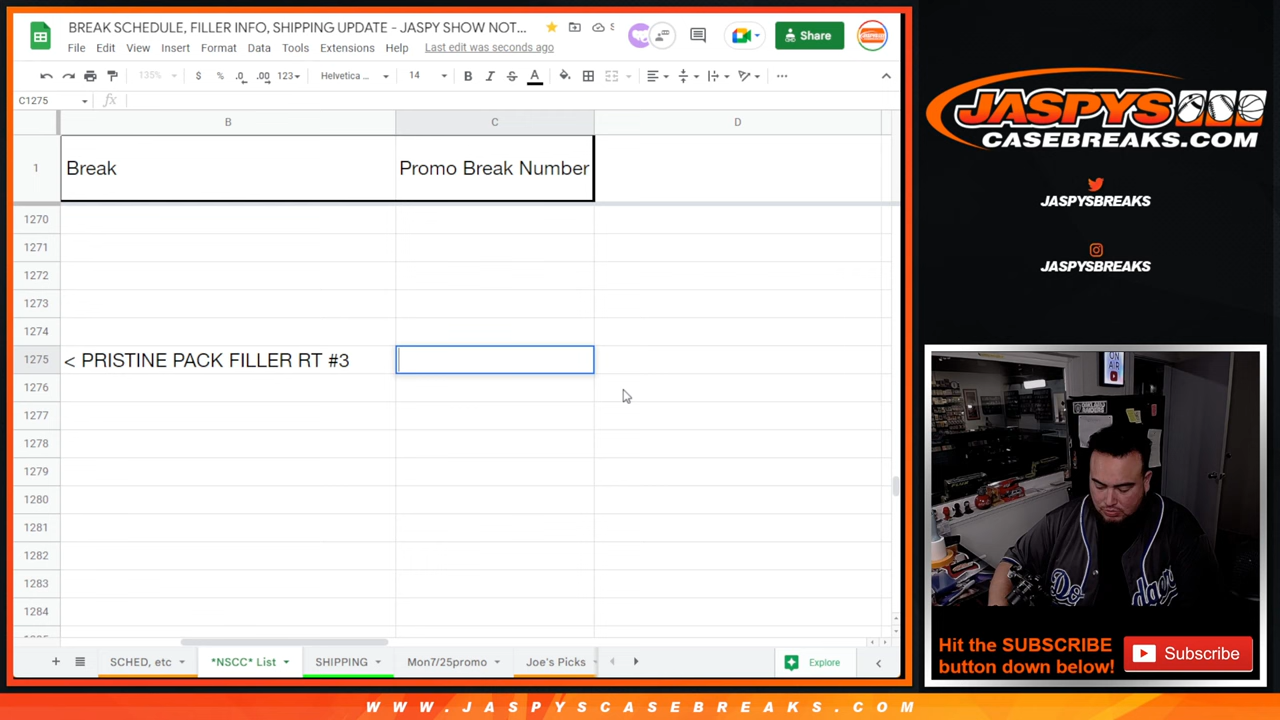 BREAK SCHEDULE, FILLER INFO, SHIPPING UPDATE - JASPY SHOW NOT...
File Edit View Insert Format Data Tools Extensions Help Last edit was seconds ago
Share
135% $ % .0 .00 123 Helvetica ... 14 B I S A
C1275 fx
B C D
1 Break Promo Break Number
1270
1271
1272
1273
1274
1275 < PRISTINE PACK FILLER RT #3
1276
1277
1278
1279
1280
1281
1282
1283
1284
+ SCHED, etc *NSCC* List SHIPPING Mon7/25promo Joe's Picks Explore
JASPYS
CASEBREAKS.COM
JASPYSBREAKS
JASPYSBREAKS
ON AIR
Hit the SUBSCRIBE
button down below!
Subscribe
WWW.JASPYSCASEBREAKS.COM